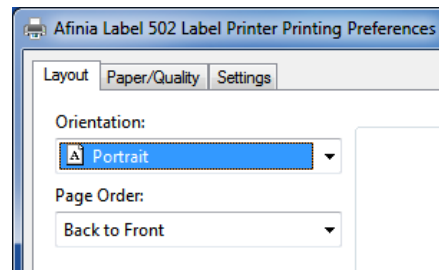 Afinia Label 502 Label Printer Printing Preferences
Layout Paper/Quality Settings
Orientation:
A Portrait
Page Order:
Back to Front